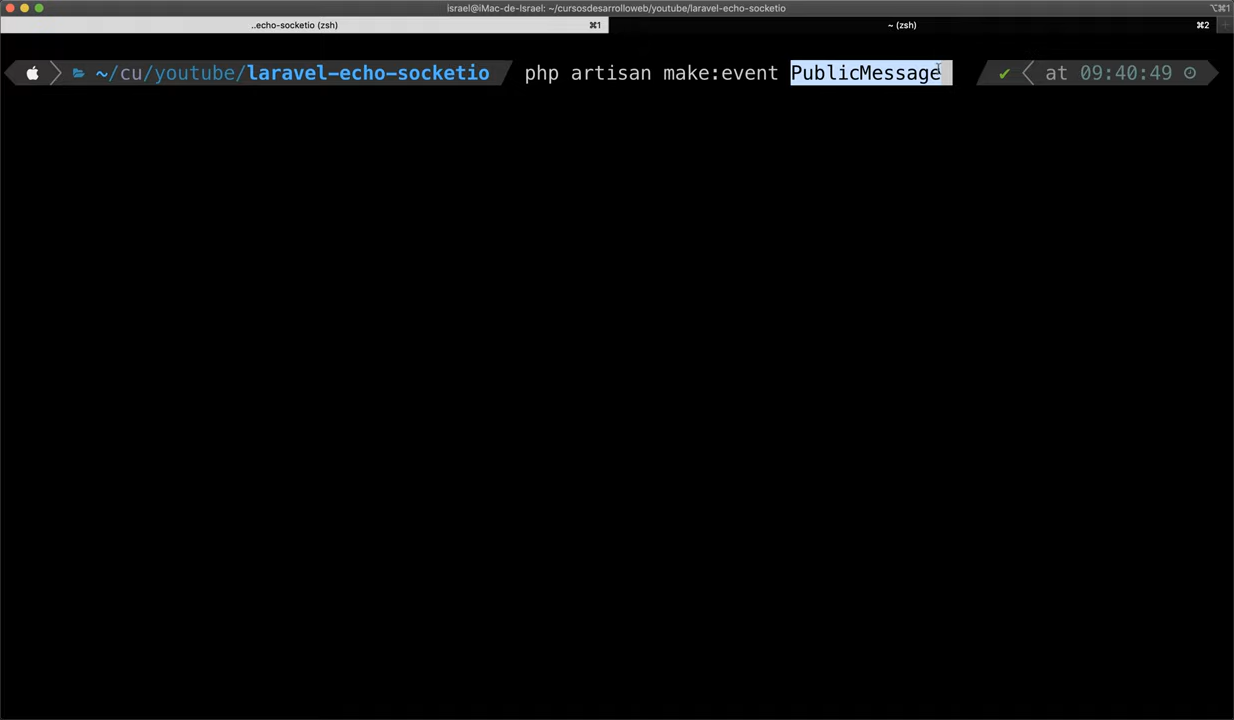 israel@iMac-de-Israel: ~/cursosdesarrolloweb/youtube/laravel-echo-socketio ⌥⌘1
..echo-socketio (zsh) ⌘1 ~ (zsh) ⌘2
~/cu/youtube/laravel-echo-socketio php artisan make:event PublicMessage ✔ at 09:40:49